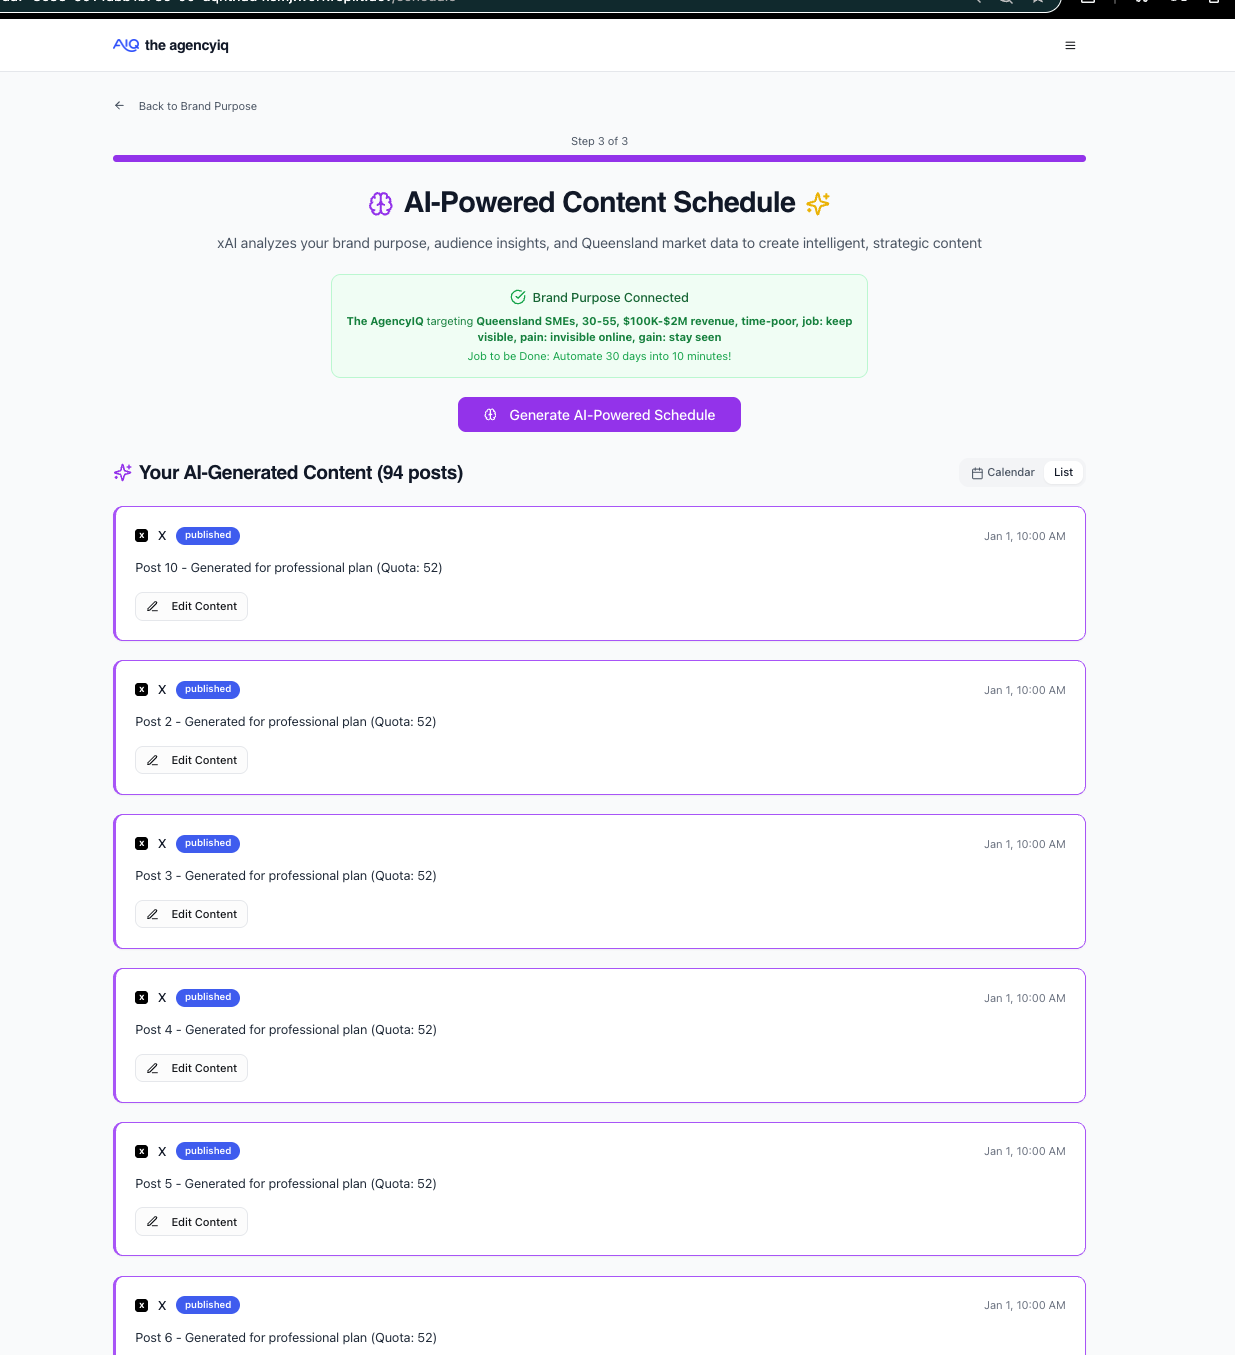 AIQ the agencyiq
Back to Brand Purpose
Step 3 of 3
AI-Powered Content Schedule
xAI analyzes your brand purpose, audience insights, and Queensland market data to create intelligent, strategic content
Brand Purpose Connected
The AgencyIQ targeting Queensland SMEs, 30-55, $100K-$2M revenue, time-poor, job: keep
visible, pain: invisible online, gain: stay seen
Job to be Done: Automate 30 days into 10 minutes!
Generate AI-Powered Schedule
Your AI-Generated Content (94 posts)
Calendar List
X X published Jan 1, 10:00 AM
Post 10 - Generated for professional plan (Quota: 52)
Edit Content
X X published Jan 1, 10:00 AM
Post 2 - Generated for professional plan (Quota: 52)
Edit Content
X X published Jan 1, 10:00 AM
Post 3 - Generated for professional plan (Quota: 52)
Edit Content
X X published Jan 1, 10:00 AM
Post 4 - Generated for professional plan (Quota: 52)
Edit Content
X X published Jan 1, 10:00 AM
Post 5 - Generated for professional plan (Quota: 52)
Edit Content
X X published Jan 1, 10:00 AM
Post 6 - Generated for professional plan (Quota: 52)